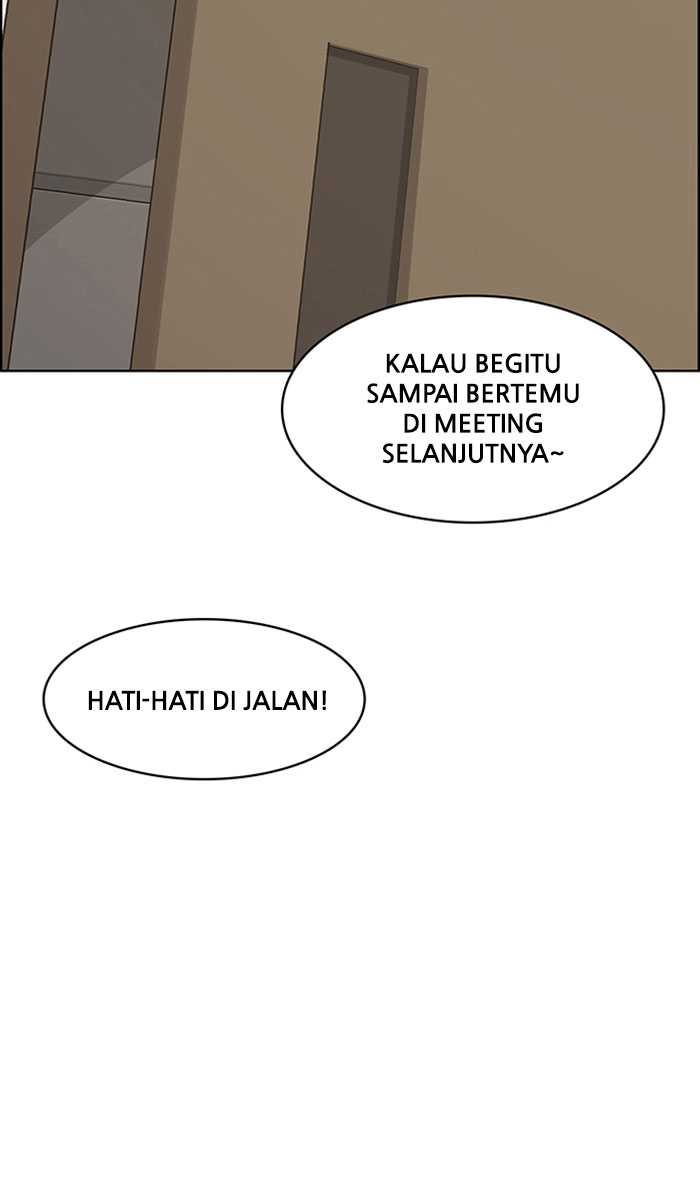 KALAU BEGITU
SAMPAI BERTEMU
DI MEETING
SELANJUTNYA~
HATI-HATI DI JALAN!